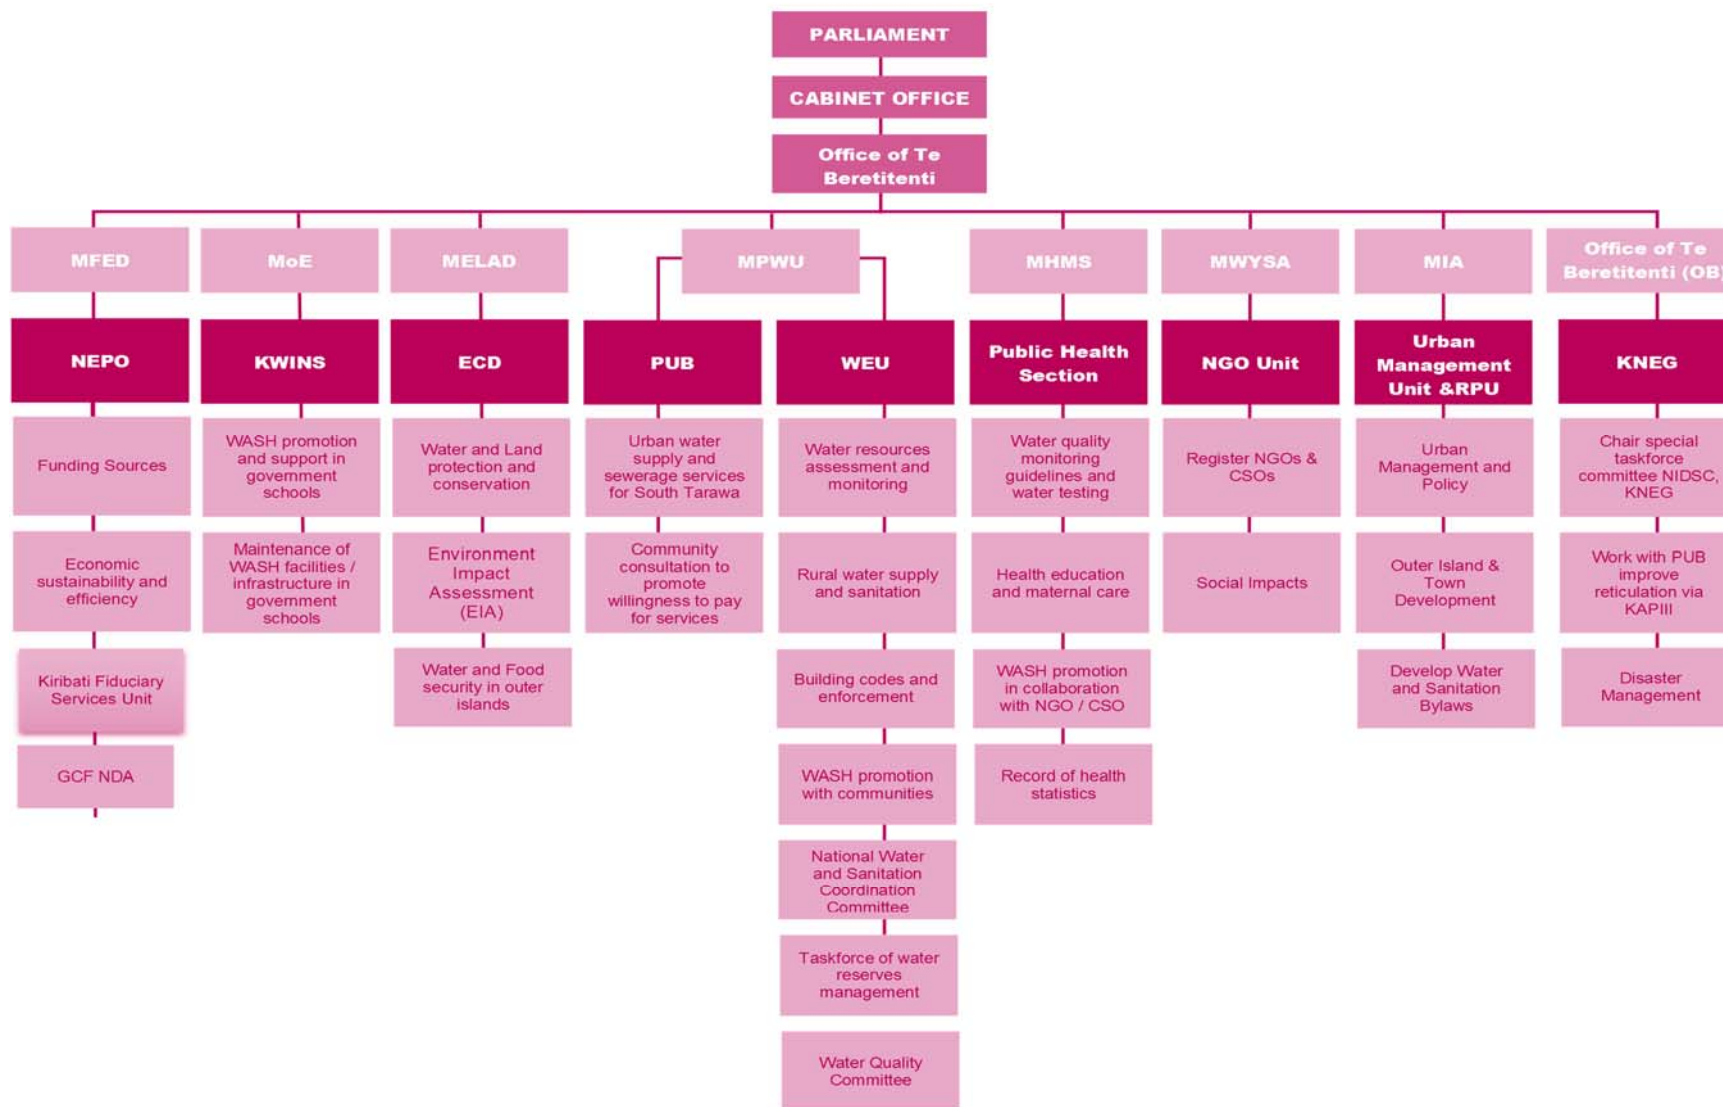 PARLIAMENT
CABINET OFFICE
Office of Te
Beretitenti
MFED
MoE
MELAD
MPWU
MHMS
MWYSA
MIA
Office of Te
Beretitenti (OB)
NEPO
KWINS
ECD
PUB
WEU
Public Health
Section
NGO Unit
Urban
Management
Unit &RPU
KNEG
Funding Sources
WASH promotion
and support in
government
schools
Water and Land
protection and
conservation
Urban water
supply and
sewerage services
for South Tarawa
Water resources
assessment and
monitoring
Water quality
monitoring
guidelines and
water testing
Register NGOs &
CSOs
Urban
Management and
Policy
Chair special
taskforce
committee NIDSC,
KNEG
Economic
sustainability and
efficiency
Maintenance of
WASH facilities /
infrastructure in
government
schools
Environment
Impact
Assessment
(EIA)
Community
consultation to
promote
willingness to pay
for services
Rural water supply
and sanitation
Health education
and maternal care
Social Impacts
Outer Island &
Town
Development
Work with PUB
improve
reticulation via
KAPIII
Kiribati Fiduciary
Services Unit
Water and Food
security in outer
islands
Building codes and
enforcement
WASH promotion
in collaboration
with NGO / CSO
Develop Water
and Sanitation
Bylaws
Disaster
Management
GCF NDA
WASH promotion
with communities
Record of health
statistics
National Water
and Sanitation
Coordination
Committee
Taskforce of water
reserves
management
Water Quality
Committee